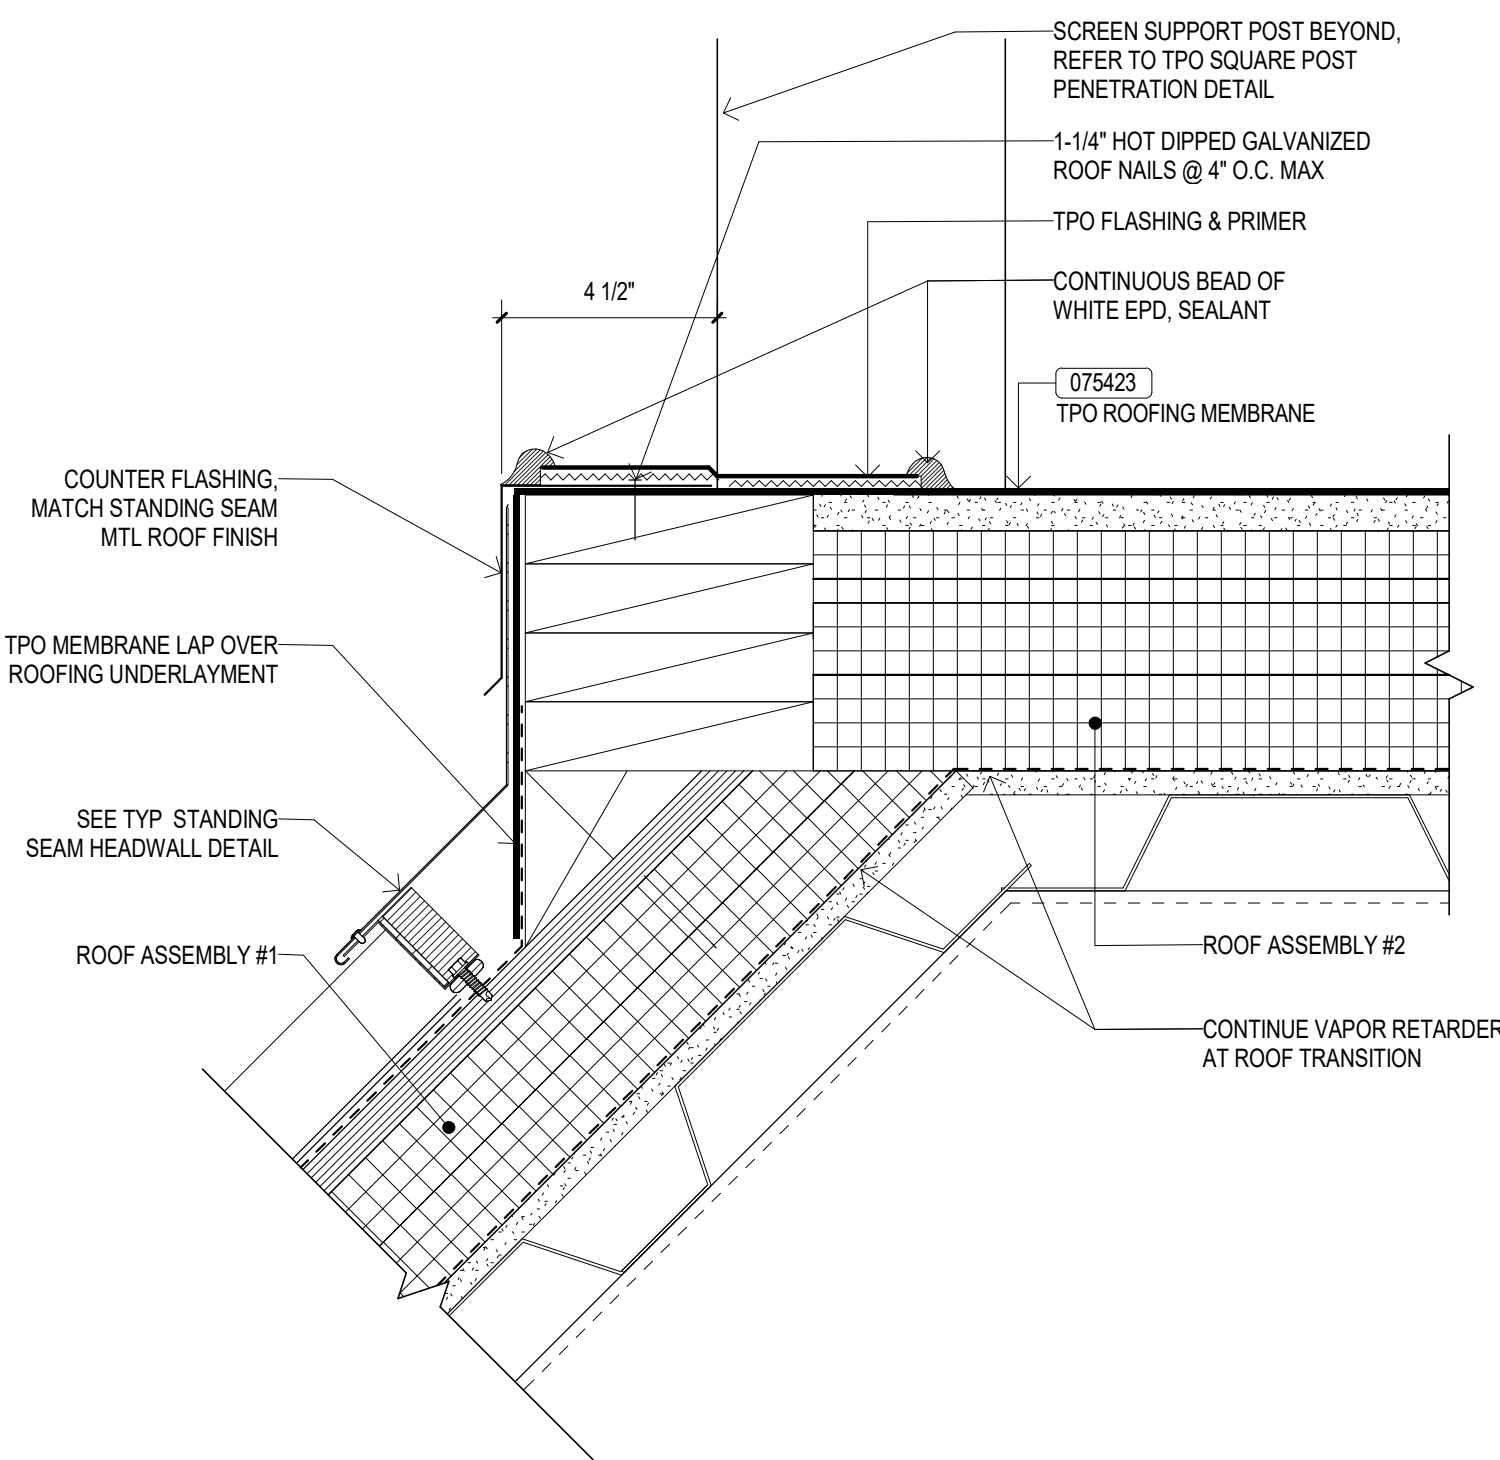 SCREEN SUPPORT POST BEYOND,
REFER TO TPO SQUARE POST
PENETRATION DETAIL
1-1/4" HOT DIPPED GALVANIZED
ROOF NAILS @ 4" O.C. MAX
TPO FLASHING & PRIMER
CONTINUOUS BEAD OF
WHITE EPD, SEALANT
4 1/2"
075423
TPO ROOFING MEMBRANE
COUNTER FLASHING,
MATCH STANDING SEAM
MTL ROOF FINISH
TPO MEMBRANE LAP OVER
ROOFING UNDERLAYMENT
SEE TYP STANDING
SEAM HEADWALL DETAIL
ROOF ASSEMBLY #1
ROOF ASSEMBLY #2
CONTINUE VAPOR RETARDER
AT ROOF TRANSITION